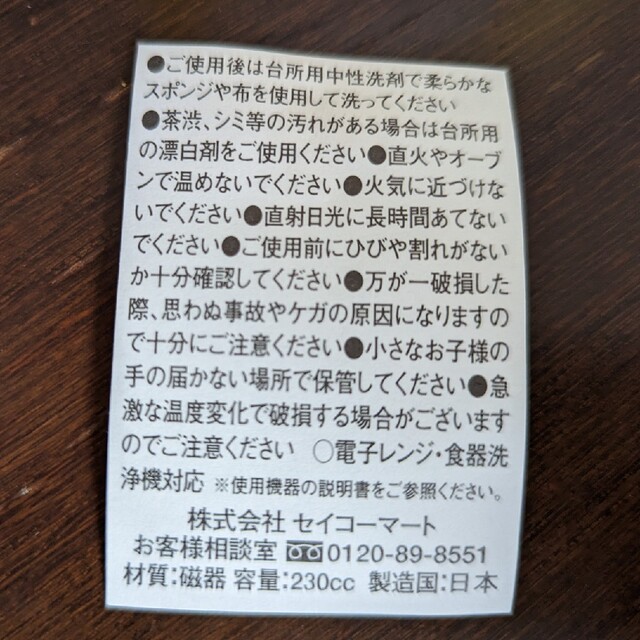 ●ご使用後は台所用中性洗剤で柔らかな
スポンジや布を使用して洗ってください
●茶渋、シミ等の汚れがある場合は台所用
の漂白剤をご使用ください●直火やオーブ
ンで温めないでください●火気に近づけな
いでください●直射日光に長時間あてない
でください●ご使用前にひびや割れがない
か十分確認してください●万が一破損した
際、思わぬ事故やケガの原因になりますの
で十分にご注意ください●小さなお子様の
手の届かない場所で保管してください●急
激な温度変化で破損する場合がございます
のでご注意ください ○電子レンジ・食器洗
浄機対応 ※使用機器の説明書をご参照ください。
株式会社 セイコーマート
お客様相談室 0120-89-8551
材質:磁器 容量:230cc 製造国:日本